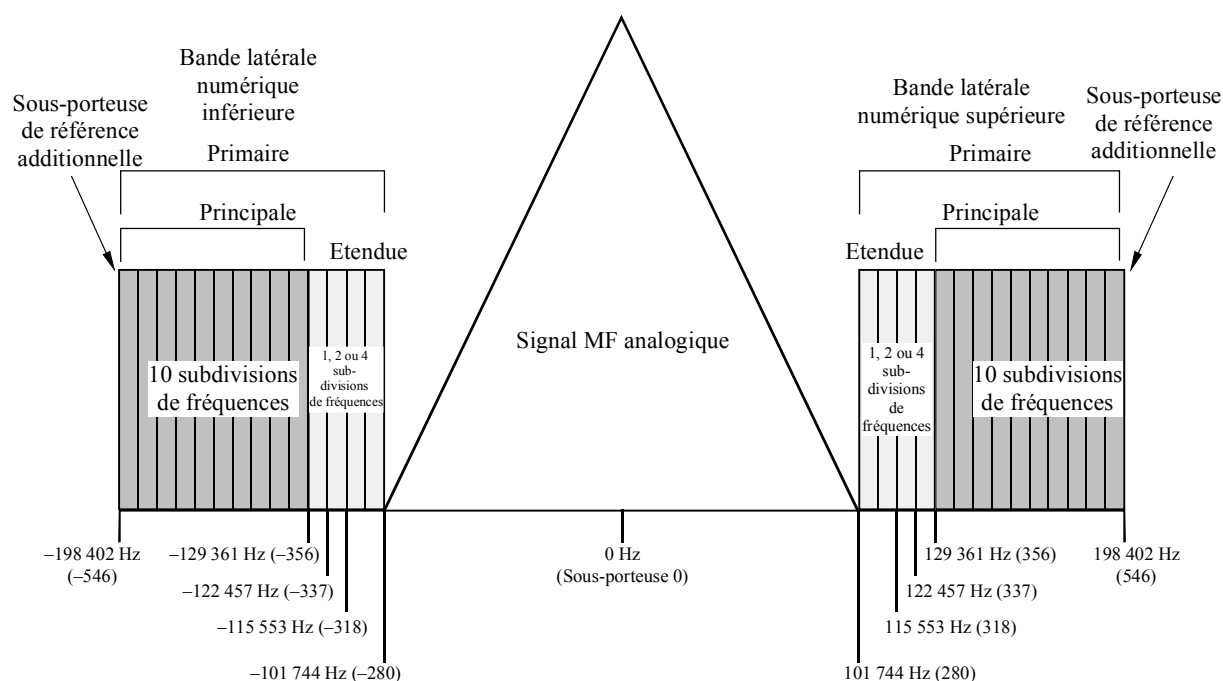 Sous-porteuse
de référence
additionnelle
Bande latérale
numérique
inférieure
Primaire
Principale
Etendue
10 subdivisions
de fréquences
1, 2 ou 4
sub-
divisions
de fréquences
Signal MF analogique
Bande latérale
numérique supérieure
Primaire
Principale
Etendue
1, 2 ou 4
sub-
divisions
de
fréquences
10 subdivisions
de fréquences
Sous-porteuse
de référence
additionnelle
–198 402 Hz
(–546)
–129 361 Hz (–356)
–122 457 Hz (–337)
–115 553 Hz (–318)
–101 744 Hz (–280)
0 Hz
(Sous-porteuse 0)
129 361 Hz (356)
198 402 Hz
(546)
122 457 Hz (337)
115 553 Hz (318)
101 744 Hz (280)